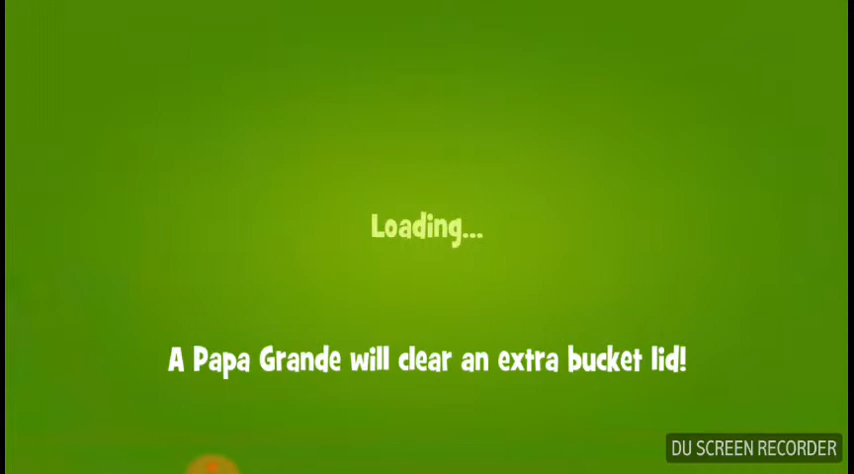 Loading...
A Papa Grande will clear an extra bucket lid!
DU SCREEN RECORDER